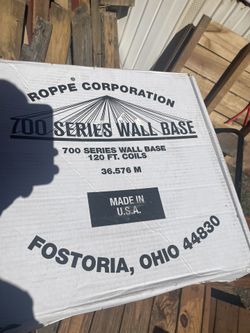 ROPPÉ CORPORATION
700 SERIES WALL BASE
700 SERIES WALL BASE
120 FT. COILS
36.576 M
MADE IN
U.S.A.
FOSTORIA, OHIO 44830